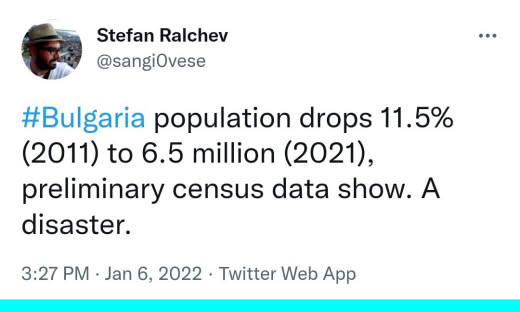 Stefan Ralchev
@sangi0vese
#Bulgaria population drops 11.5%
(2011) to 6.5 million (2021),
preliminary census data show. A
disaster.
3:27 PM · Jan 6, 2022 · Twitter Web App